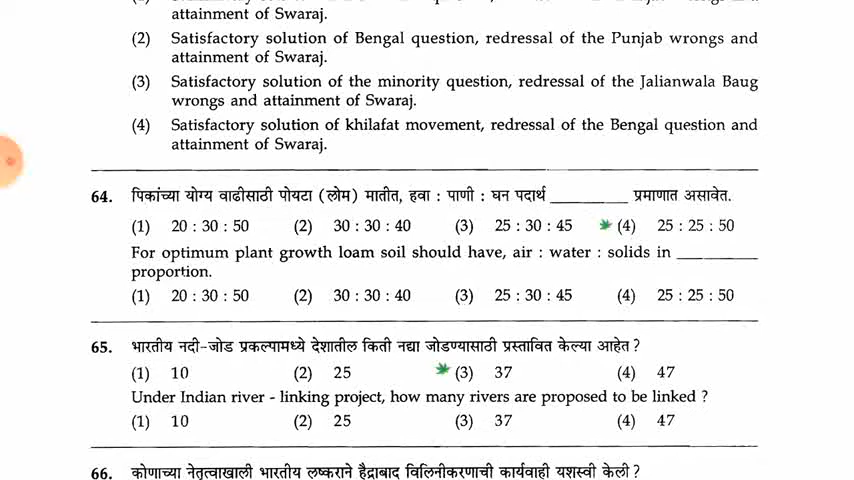 attainment of Swaraj.
(2) Satisfactory solution of Bengal question, redressal of the Punjab wrongs and
attainment of Swaraj.
(3) Satisfactory solution of the minority question, redressal of the Jalianwala Baug
wrongs and attainment of Swaraj.
(4) Satisfactory solution of khilafat movement, redressal of the Bengal question and
attainment of Swaraj.
64. पिकांच्या योग्य वाढीसाठी पोयटा (लोम) मातीत, हवा : पाणी : घन पदार्थ ________ प्रमाणात असावेत.
(1) 20 : 30 : 50 (2) 30 : 30 : 40 (3) 25 : 30 : 45 (4) 25 : 25 : 50
For optimum plant growth loam soil should have, air : water : solids in ________
proportion.
(1) 20 : 30 : 50 (2) 30 : 30 : 40 (3) 25 : 30 : 45 (4) 25 : 25 : 50
65. भारतीय नदी-जोड प्रकल्पामध्ये देशातील किती नद्या जोडण्यासाठी प्रस्तावित केल्या आहेत ?
(1) 10 (2) 25 (3) 37 (4) 47
Under Indian river - linking project, how many rivers are proposed to be linked ?
(1) 10 (2) 25 (3) 37 (4) 47
66. कोणाच्या नेतृत्वाखाली भारतीय लष्कराने हैद्राबाद विलिनीकरणाची कार्यवाही यशस्वी केली ?